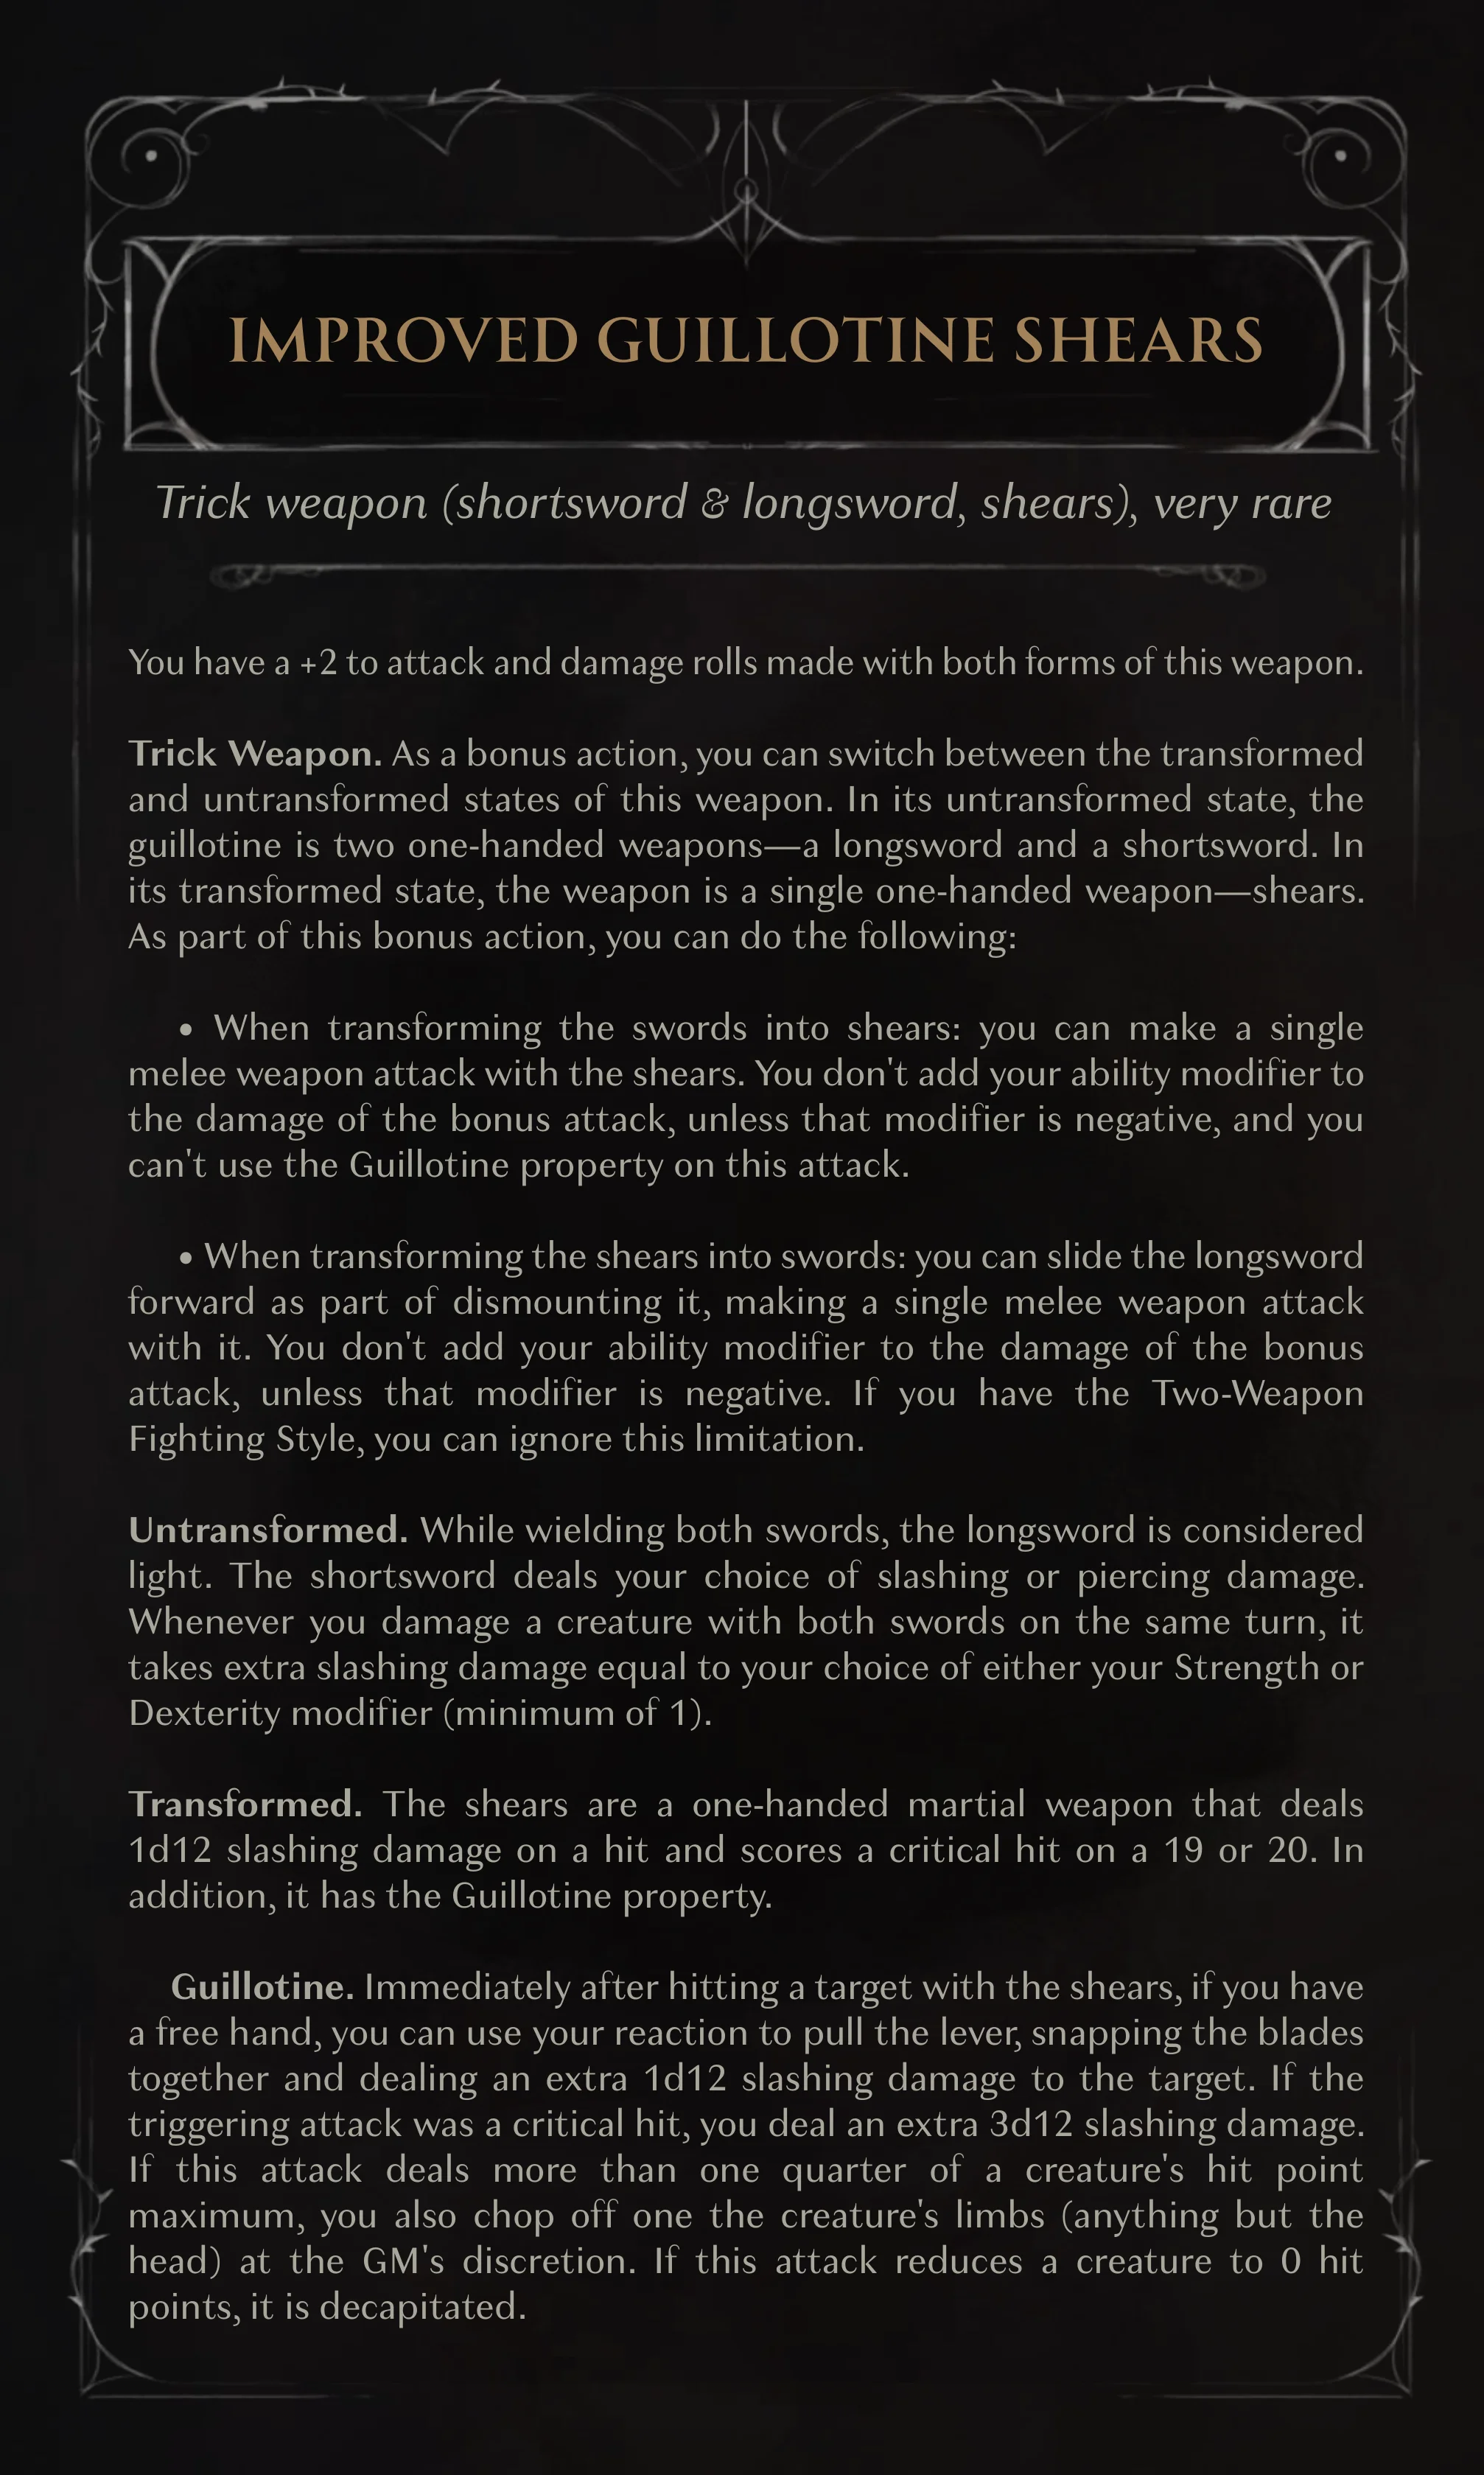 IMPROVED GUILLOTINE SHEARS
Trick weapon (shortsword & longsword, shears), very rare
You have a +2 to attack and damage rolls made with both forms of this weapon.
Trick Weapon. As a bonus action, you can switch between the transformed
and untransformed states of this weapon. In its untransformed state, the
guillotine is two one-handed weapons—a longsword and a shortsword. In
its transformed state, the weapon is a single one-handed weapon—shears.
As part of this bonus action, you can do the following:
• When transforming the swords into shears: you can make a single
melee weapon attack with the shears. You don't add your ability modifier to
the damage of the bonus attack, unless that modifier is negative, and you
can't use the Guillotine property on this attack.
• When transforming the shears into swords: you can slide the longsword
forward as part of dismounting it, making a single melee weapon attack
with it. You don't add your ability modifier to the damage of the bonus
attack, unless that modifier is negative. If you have the Two-Weapon
Fighting Style, you can ignore this limitation.
Untransformed. While wielding both swords, the longsword is considered
light. The shortsword deals your choice of slashing or piercing damage.
Whenever you damage a creature with both swords on the same turn, it
takes extra slashing damage equal to your choice of either your Strength or
Dexterity modifier (minimum of 1).
Transformed. The shears are a one-handed martial weapon that deals
1d12 slashing damage on a hit and scores a critical hit on a 19 or 20. In
addition, it has the Guillotine property.
Guillotine. Immediately after hitting a target with the shears, if you have
a free hand, you can use your reaction to pull the lever, snapping the blades
together and dealing an extra 1d12 slashing damage to the target. If the
triggering attack was a critical hit, you deal an extra 3d12 slashing damage.
If this attack deals more than one quarter of a creature's hit point
maximum, you also chop off one the creature's limbs (anything but the
head) at the GM's discretion. If this attack reduces a creature to 0 hit
points, it is decapitated.